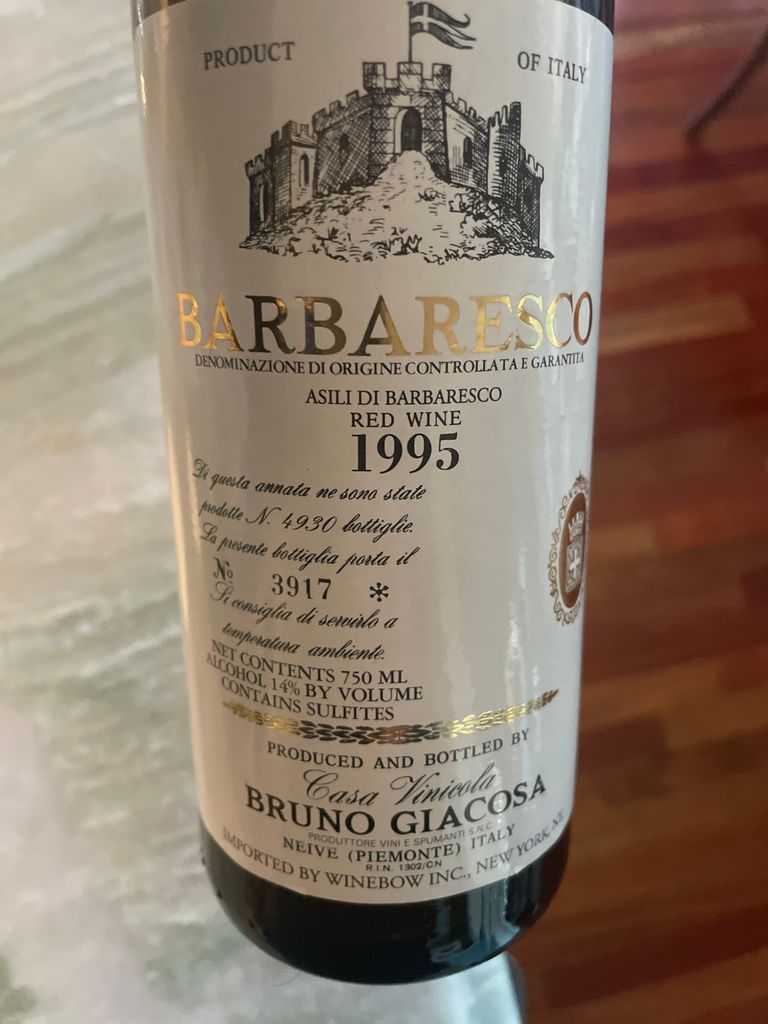 PRODUCT OF ITALY
BARBARESCO
DENOMINAZIONE DI ORIGINE CONTROLLATA E GARANTITA
ASILI DI BARBARESCO
RED WINE
1995
Di questa annata ne sono state
prodotte N. 4930 bottiglie.
La presente bottiglia porta il
No 3917 *
Si consiglia di servirlo a
temperatura ambiente.
NET CONTENTS 750 ML
ALCOHOL 14% BY VOLUME
CONTAINS SULFITES
PRODUCED AND BOTTLED BY
Casa Vinicola
BRUNO GIACOSA
PRODUTTORE VINI E SPUMANTI S.N.C.
NEIVE (PIEMONTE) ITALY
R.I.N. 1302/CN
IMPORTED BY WINEBOW INC., NEW YORK, NY